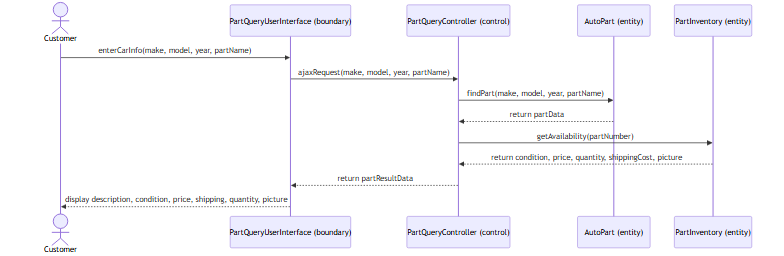 PartQueryUserInterface (boundary)
PartQueryController (control)
AutoPart (entity)
PartInventory (entity)
Customer
enterCarInfo(make, model, year, partName)
ajaxRequest(make, model, year, partName)
findPart(make, model, year, partName)
return partData
getAvailability(partNumber)
return condition, price, quantity, shippingCost, picture
return partResultData
display description, condition, price, shipping, quantity, picture
PartQueryUserInterface (boundary)
PartQueryController (control)
AutoPart (entity)
PartInventory (entity)
Customer